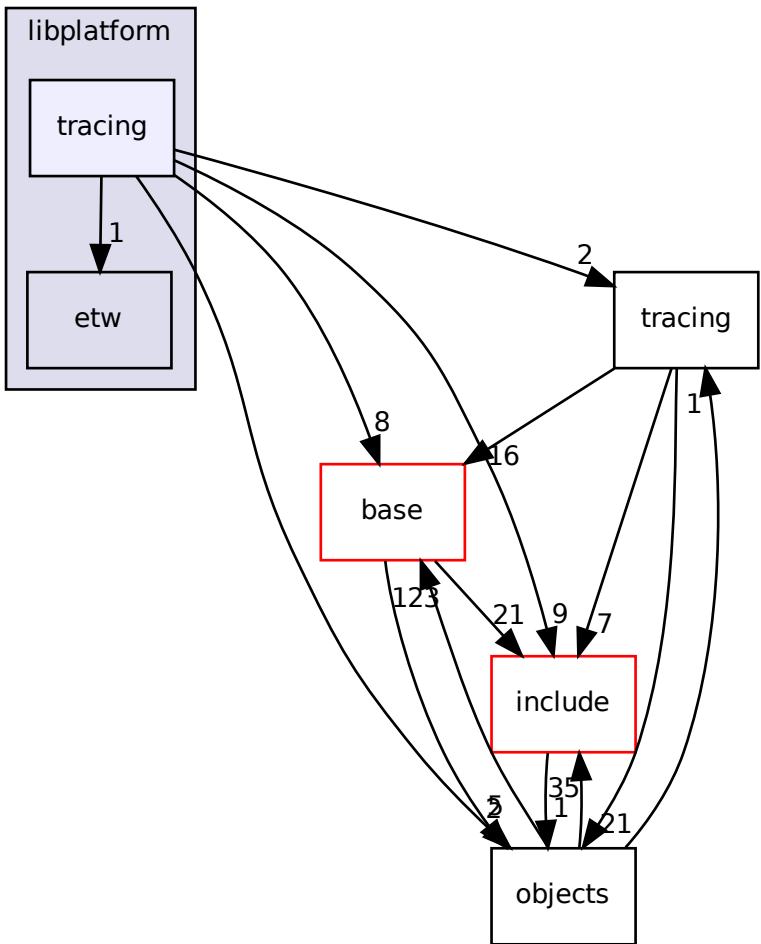 libplatform
tracing
1
2
etw
tracing
1
8
16
base
123
21
9
7
include
35
1
5
2
21
objects